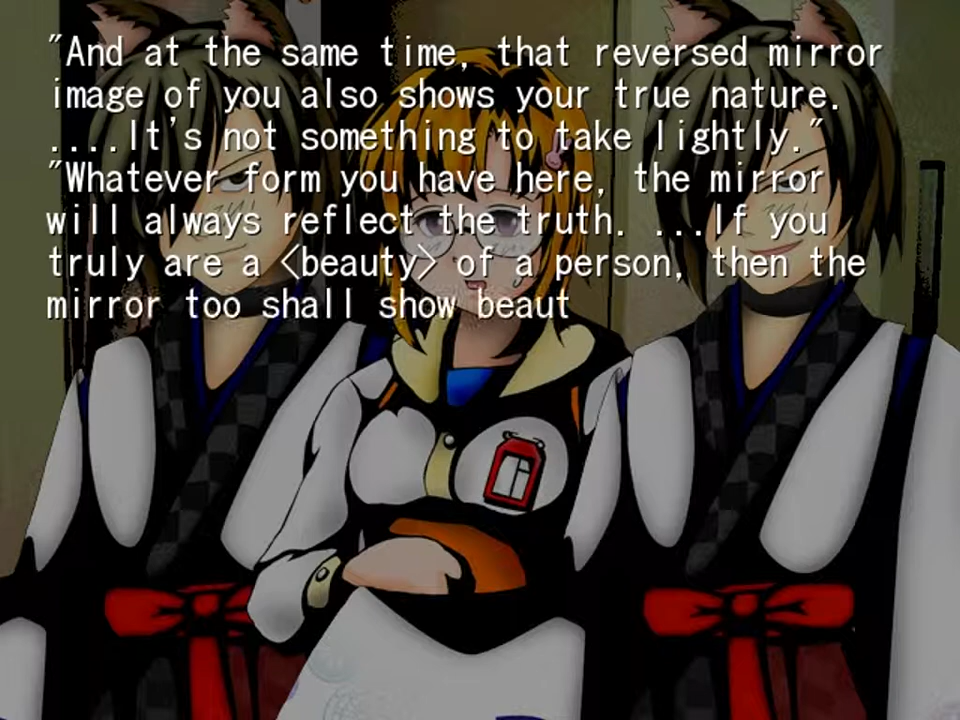 "And at the same time, that reversed mirror
image of you also shows your true nature.
....It's not something to take lightly."
"Whatever form you have here, the mirror
will always reflect the truth. ...If you
truly are a <beauty> of a person, then the
mirror too shall show beaut